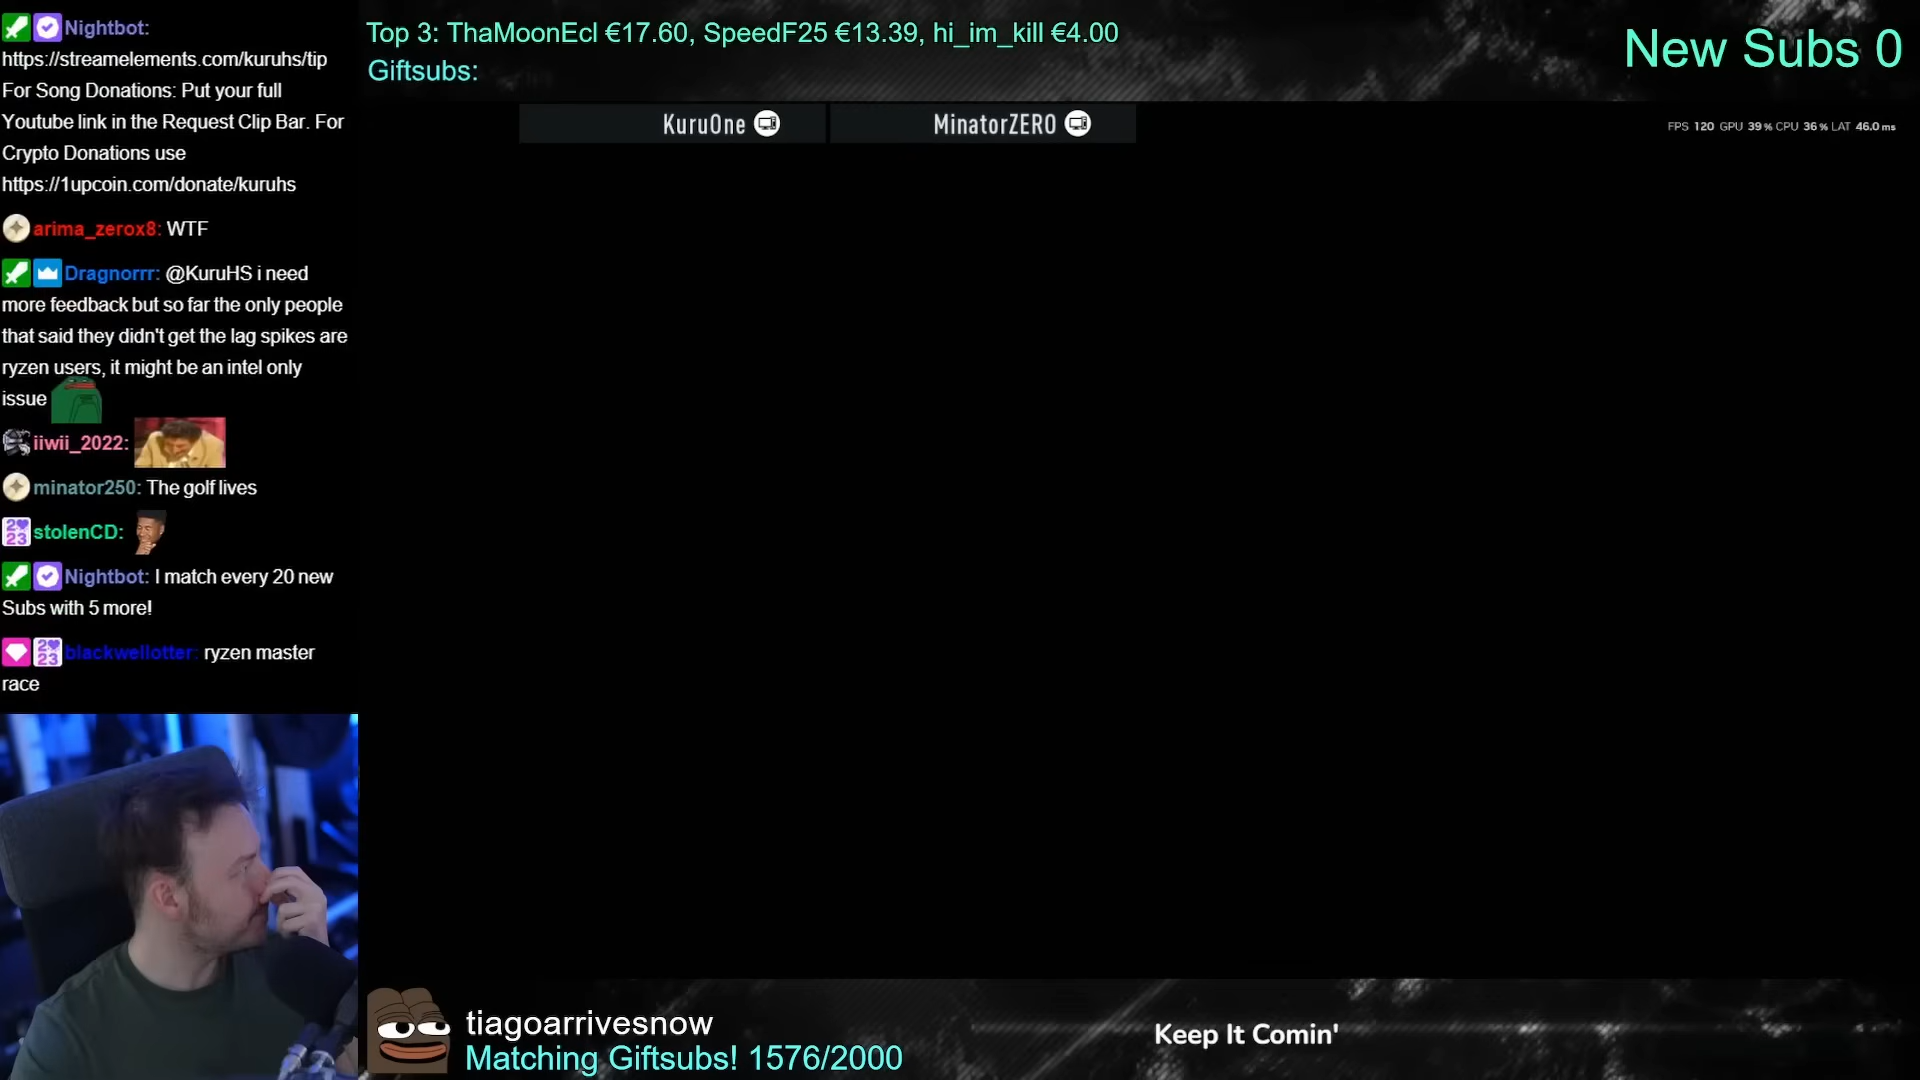 Nightbot:
https://streamelements.com/kuruhs/tip
For Song Donations: Put your full
Youtube link in the Request Clip Bar. For
Crypto Donations use
https://1upcoin.com/donate/kuruhs
arima_zerox8: WTF
Dragnorrr: @KuruHS i need
more feedback but so far the only people
that said they didn't get the lag spikes are
ryzen users, it might be an intel only
issue
iiwii_2022:
minator250: The golf lives
stolenCD:
Nightbot: I match every 20 new
Subs with 5 more!
blackwellotter: ryzen master
race
Top 3: ThaMoonEcl €17.60, SpeedF25 €13.39, hi_im_kill €4.00
Giftsubs:
New Subs 0
KuruOne
MinatorZERO
FPS 120 GPU 39 % CPU 36 % LAT 46.0 ms
tiagoarrivesnow
Matching Giftsubs! 1576/2000
Keep It Comin'